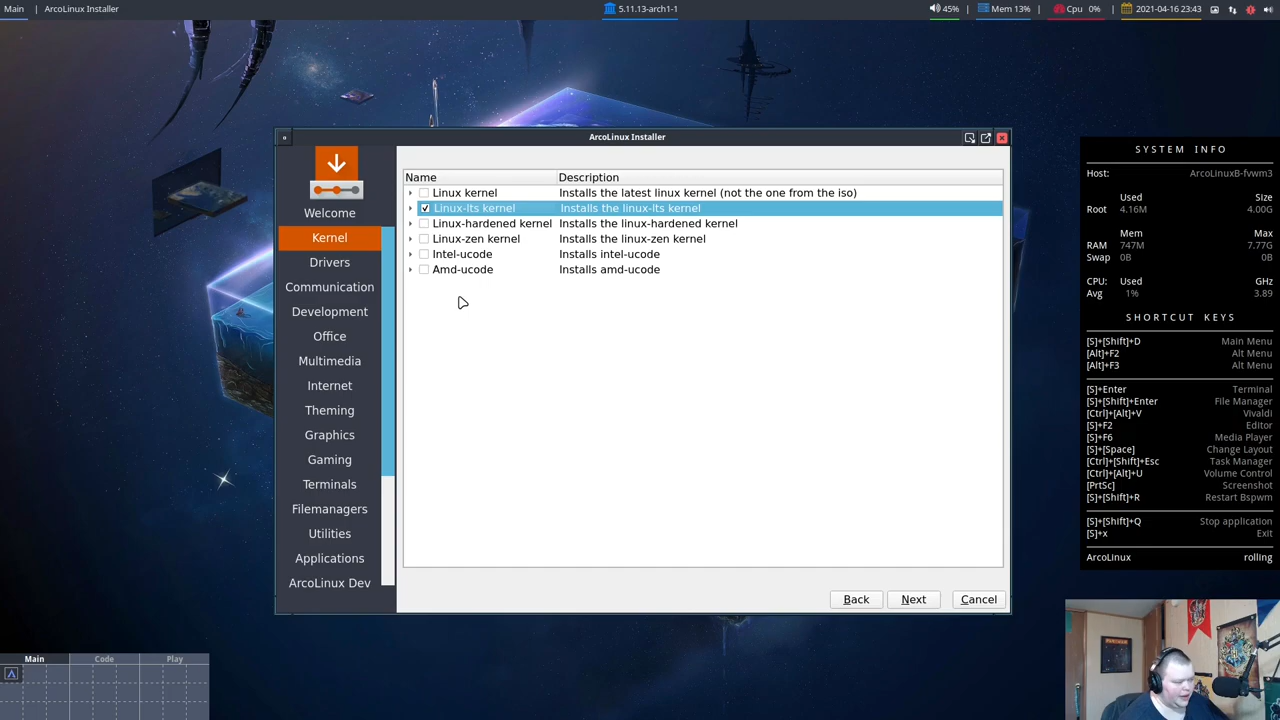 Main | ArcoLinux Installer
5.11.13-arch1-1
45% | Mem 13% | Cpu 0% | 2021-04-16 23:43
ArcoLinux Installer
Welcome
Kernel
Drivers
Communication
Development
Office
Multimedia
Internet
Theming
Graphics
Gaming
Terminals
Filemanagers
Utilities
Applications
ArcoLinux Dev
Name Description
Linux kernel Installs the latest linux kernel (not the one from the iso)
Linux-lts kernel Installs the linux-lts kernel
Linux-hardened kernel Installs the linux-hardened kernel
Linux-zen kernel Installs the linux-zen kernel
Intel-ucode Installs intel-ucode
Amd-ucode Installs amd-ucode
Back Next Cancel
SYSTEM INFO
Host: ArcoLinuxB-fvwm3
Used Size
Root 4.16M 4.00G
Mem Max
RAM 747M 7.77G
Swap 0B 0B
CPU: Used GHz
Avg 1% 3.89
SHORTCUT KEYS
[S]+[Shift]+D Main Menu
[Alt]+F2 Alt Menu
[Alt]+F3 Alt Menu
[S]+Enter Terminal
[S]+[Shift]+Enter File Manager
[Ctrl]+[Alt]+V Vivaldi
[S]+F2 Editor
[S]+F6 Media Player
[S]+[Space] Change Layout
[Ctrl]+[Shift]+Esc Task Manager
[Ctrl]+[Alt]+U Volume Control
[PrtSc] Screenshot
[S]+[Shift]+R Restart Bspwm
[S]+[Shift]+Q Stop application
[S]+x Exit
ArcoLinux rolling
Main Code Play